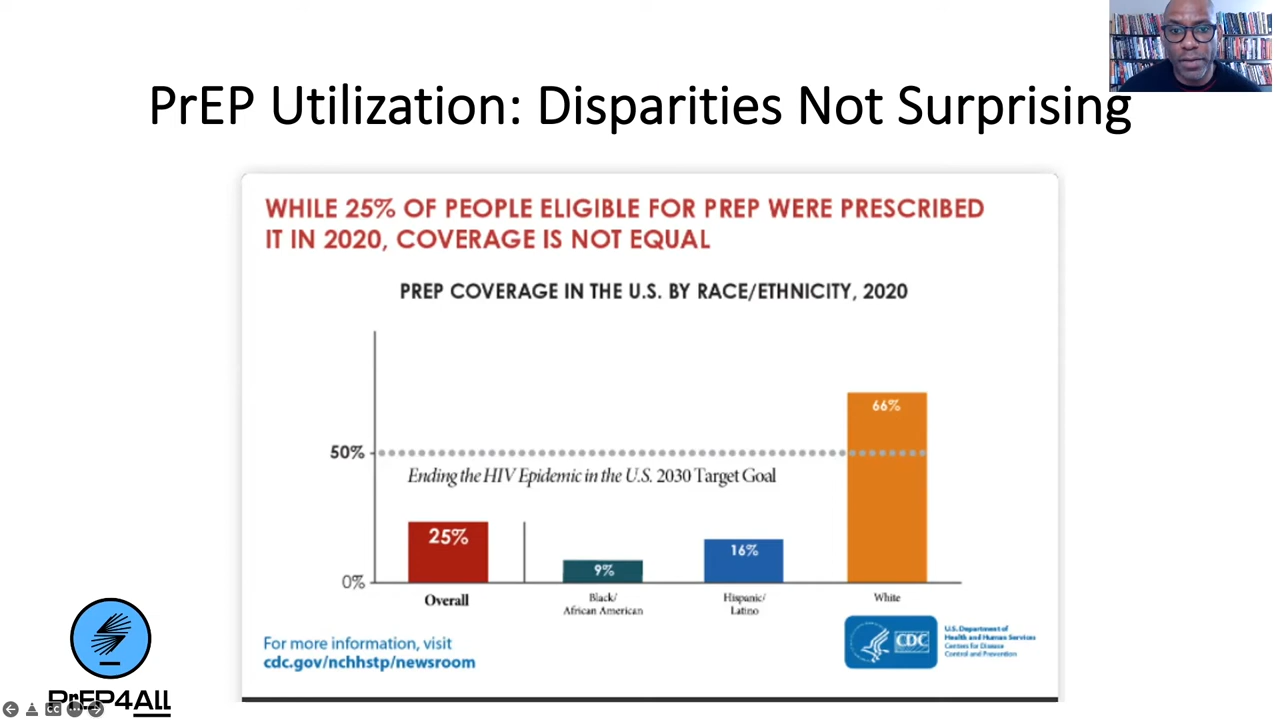 PrEP Utilization: Disparities Not Surprising
WHILE 25% OF PEOPLE ELIGIBLE FOR PREP WERE PRESCRIBED
IT IN 2020, COVERAGE IS NOT EQUAL
PREP COVERAGE IN THE U.S. BY RACE/ETHNICITY, 2020
66%
50%
Ending the HIV Epidemic in the U.S. 2030 Target Goal
25%
16%
9%
0%
Overall
Black/
African American
Hispanic/
Latino
White
For more information, visit
cdc.gov/nchhstp/newsroom
CDC
U.S. Department of
Health and Human Services
Centers for Disease
Control and Prevention
PrEP4ALL
CC